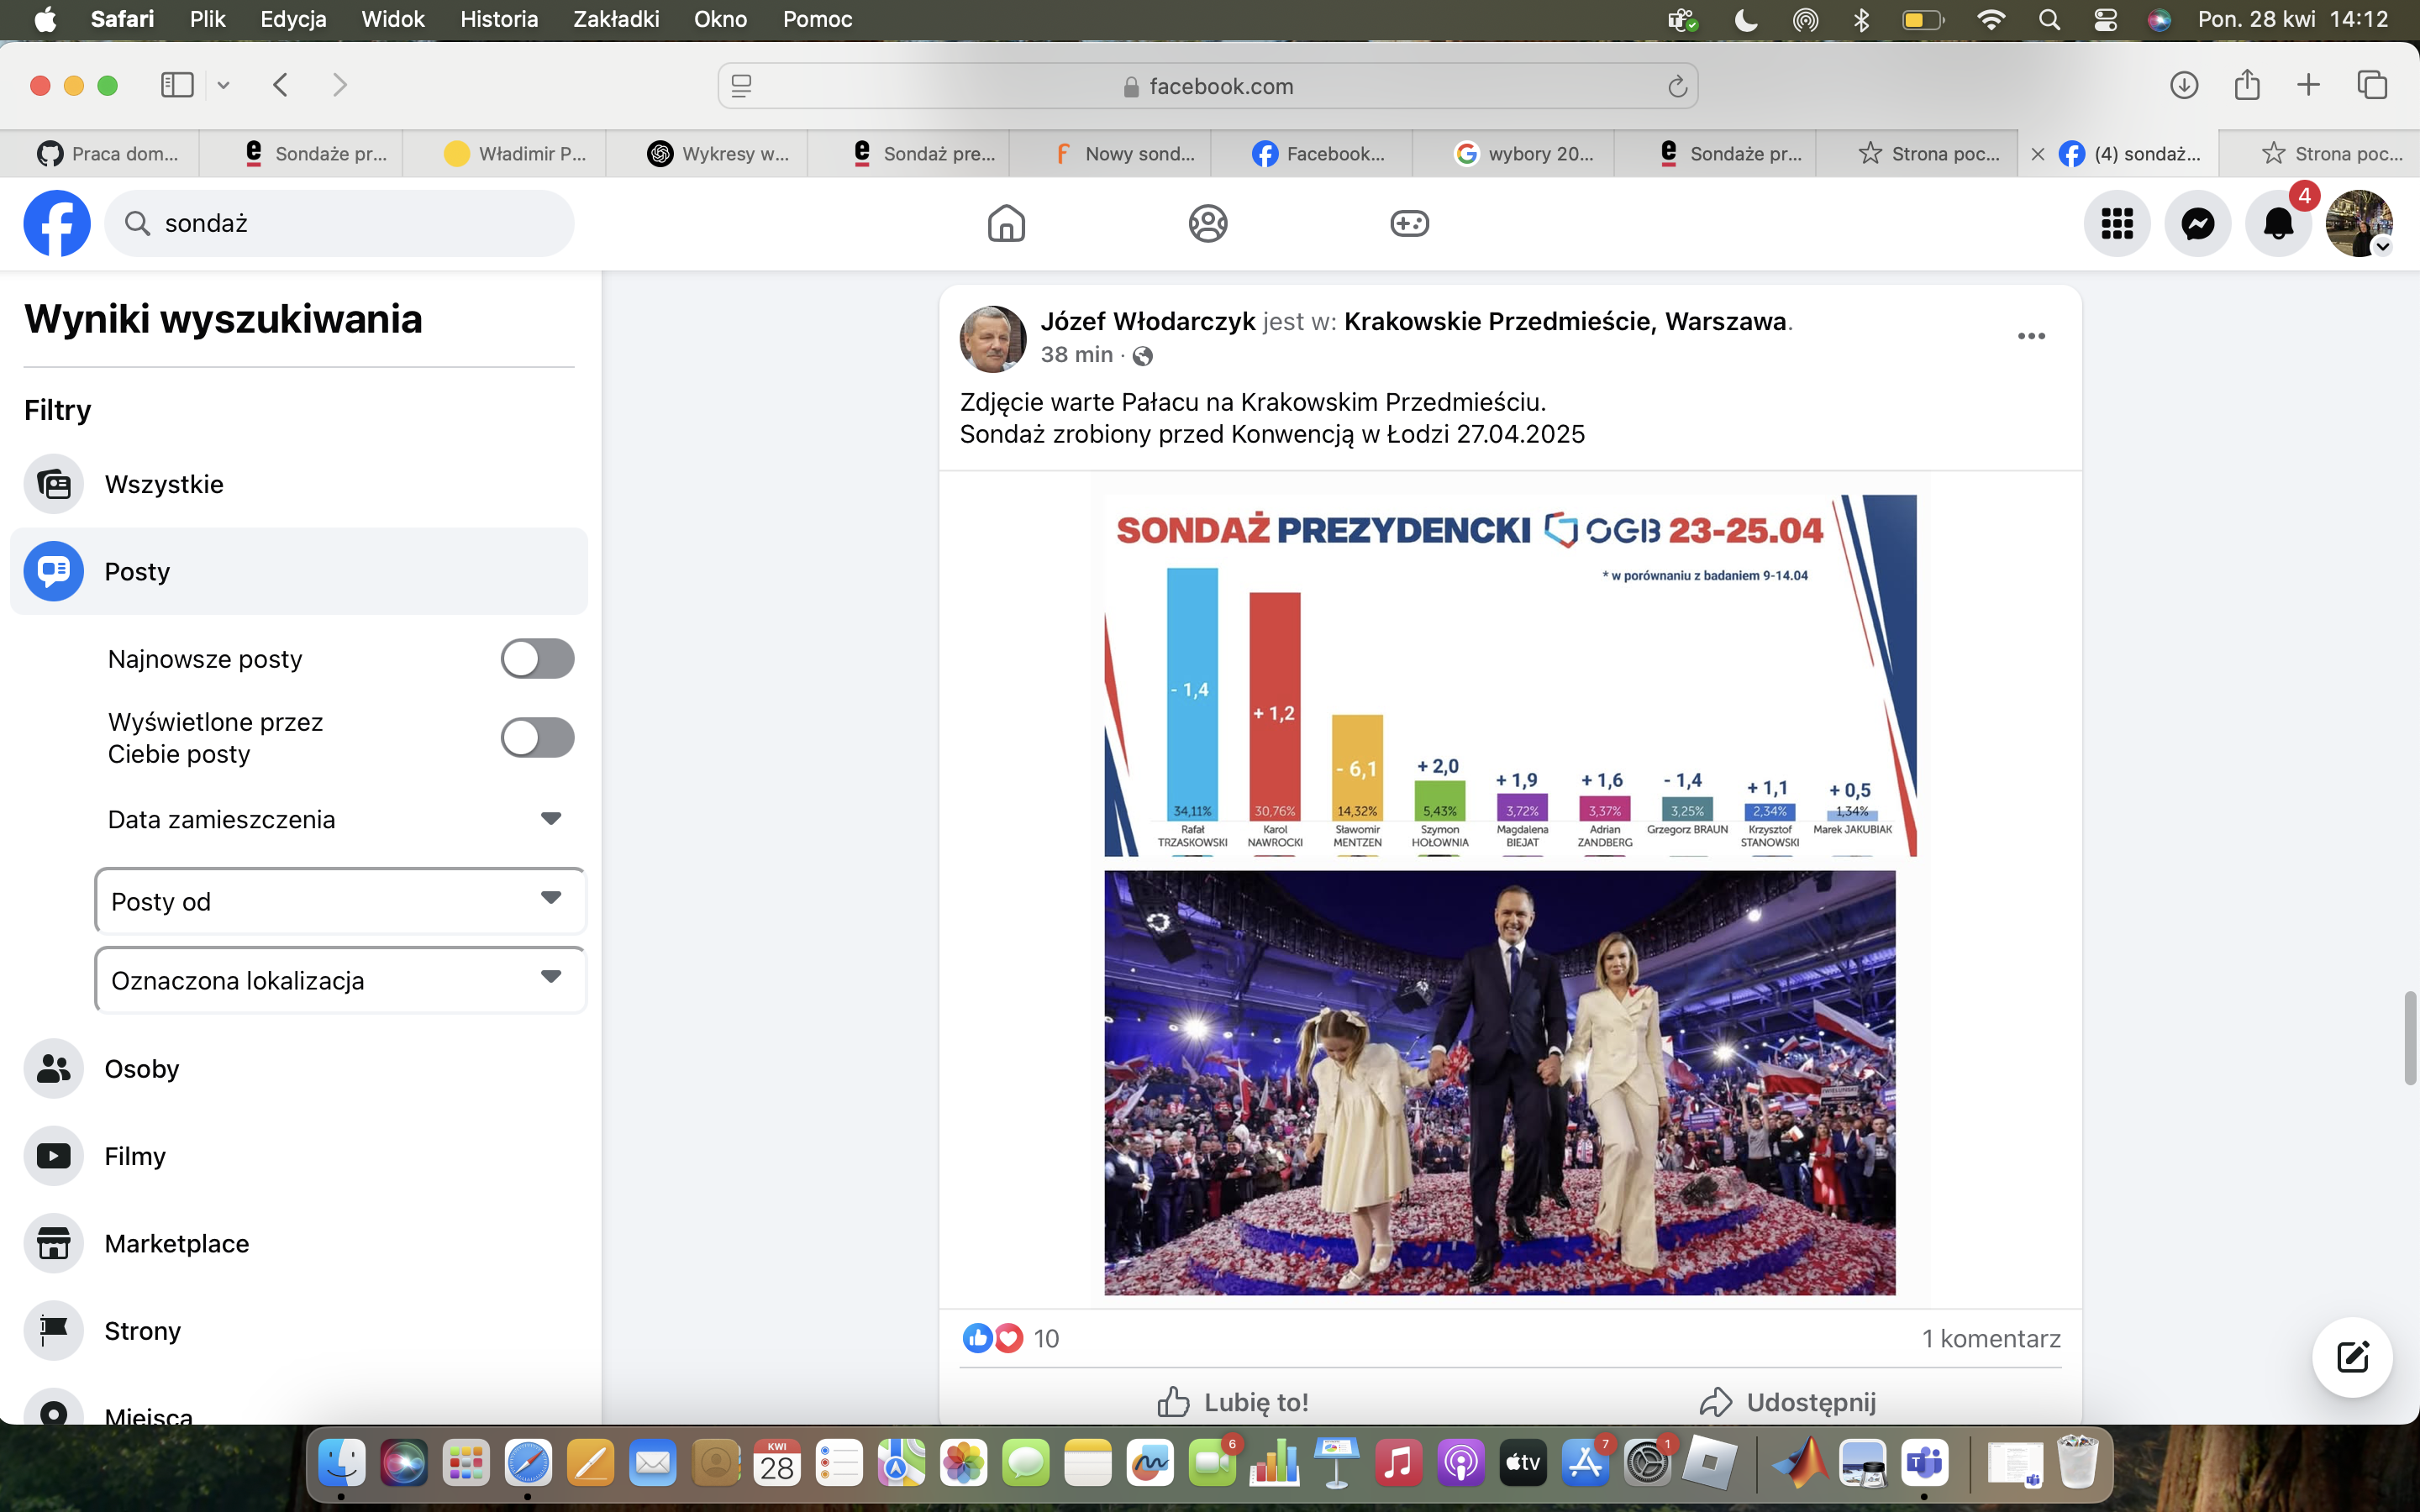 Safari Plik Edycja Widok Historia Zakładki Okno Pomoc
Pon. 28 kwi 14:12
facebook.com
Praca dom...
Sondaże pr...
Władimir P...
Wykresy w...
Sondaż pre...
Nowy sond...
Facebook...
wybory 20...
Sondaże pr...
Strona poc...
(4) sondaż...
Strona poc...
sondaż
4
Wyniki wyszukiwania
Filtry
Wszystkie
Posty
Najnowsze posty
Wyświetlone przez
Ciebie posty
Data zamieszczenia
Posty od
Oznaczona lokalizacja
Osoby
Filmy
Marketplace
Strony
Miejsca
Józef Włodarczyk jest w: Krakowskie Przedmieście, Warszawa.
38 min ·
Zdjęcie warte Pałacu na Krakowskim Przedmieściu.
Sondaż zrobiony przed Konwencją w Łodzi 27.04.2025
SONDAŻ PREZYDENCKI OGB 23-25.04
* w porównaniu z badaniem 9-14.04
- 1,4
+ 1,2
- 6,1
+ 2,0
+ 1,9
+ 1,6
- 1,4
+ 1,1
+ 0,5
34,11% 30,76% 14,32% 5,43% 3,72% 3,37% 3,25% 2,34% 1,34%
Rafał Karol Sławomir Szymon Magdalena Adrian Grzegorz BRAUN Krzysztof Marek JAKUBIAK
TRZASKOWSKI NAWROCKI MENTZEN HOŁOWNIA BIEJAT ZANDBERG STANOWSKI
10
1 komentarz
Lubię to!
Udostępnij
KWI
28
6
tv
7
1
T